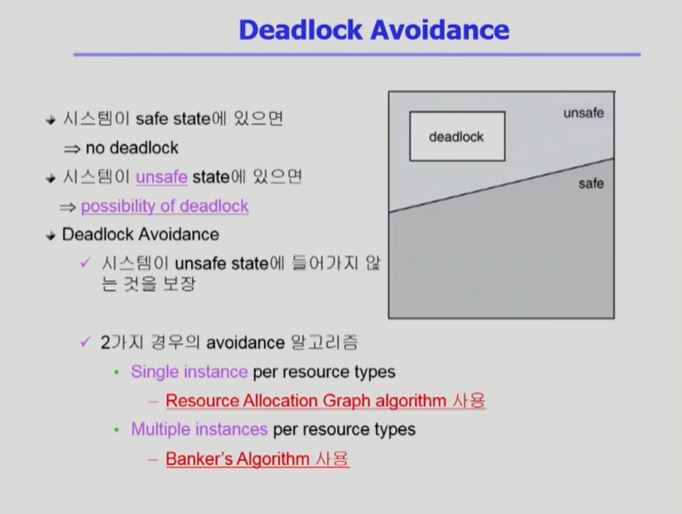 Deadlock Avoidance
시스템이 safe state에 있으면
⇒ no deadlock
시스템이 unsafe state에 있으면
⇒ possibility of deadlock
Deadlock Avoidance
✓ 시스템이 unsafe state에 들어가지 않
는 것을 보장
✓ 2가지 경우의 avoidance 알고리즘
• Single instance per resource types
– Resource Allocation Graph algorithm 사용
• Multiple instances per resource types
– Banker's Algorithm 사용
unsafe
deadlock
safe